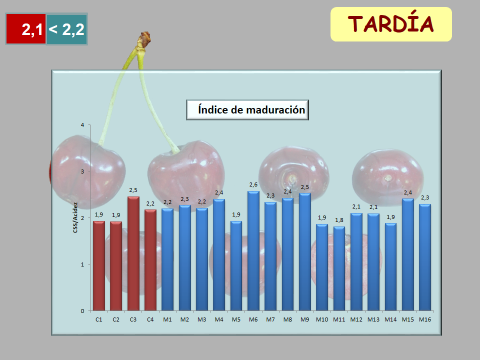 2,1 < 2,2
TARDÍA
Índice de maduración
CSS/Acidez
4
3
2
1
0
1,9 1,9 2,5 2,2 2,2 2,3 2,2 2,4 1,9 2,6 2,3 2,4 2,5 1,9 1,8 2,1 2,1 1,9 2,4 2,3
C1 C2 C3 C4 M1 M2 M3 M4 M5 M6 M7 M8 M9 M10 M11 M12 M13 M14 M15 M16